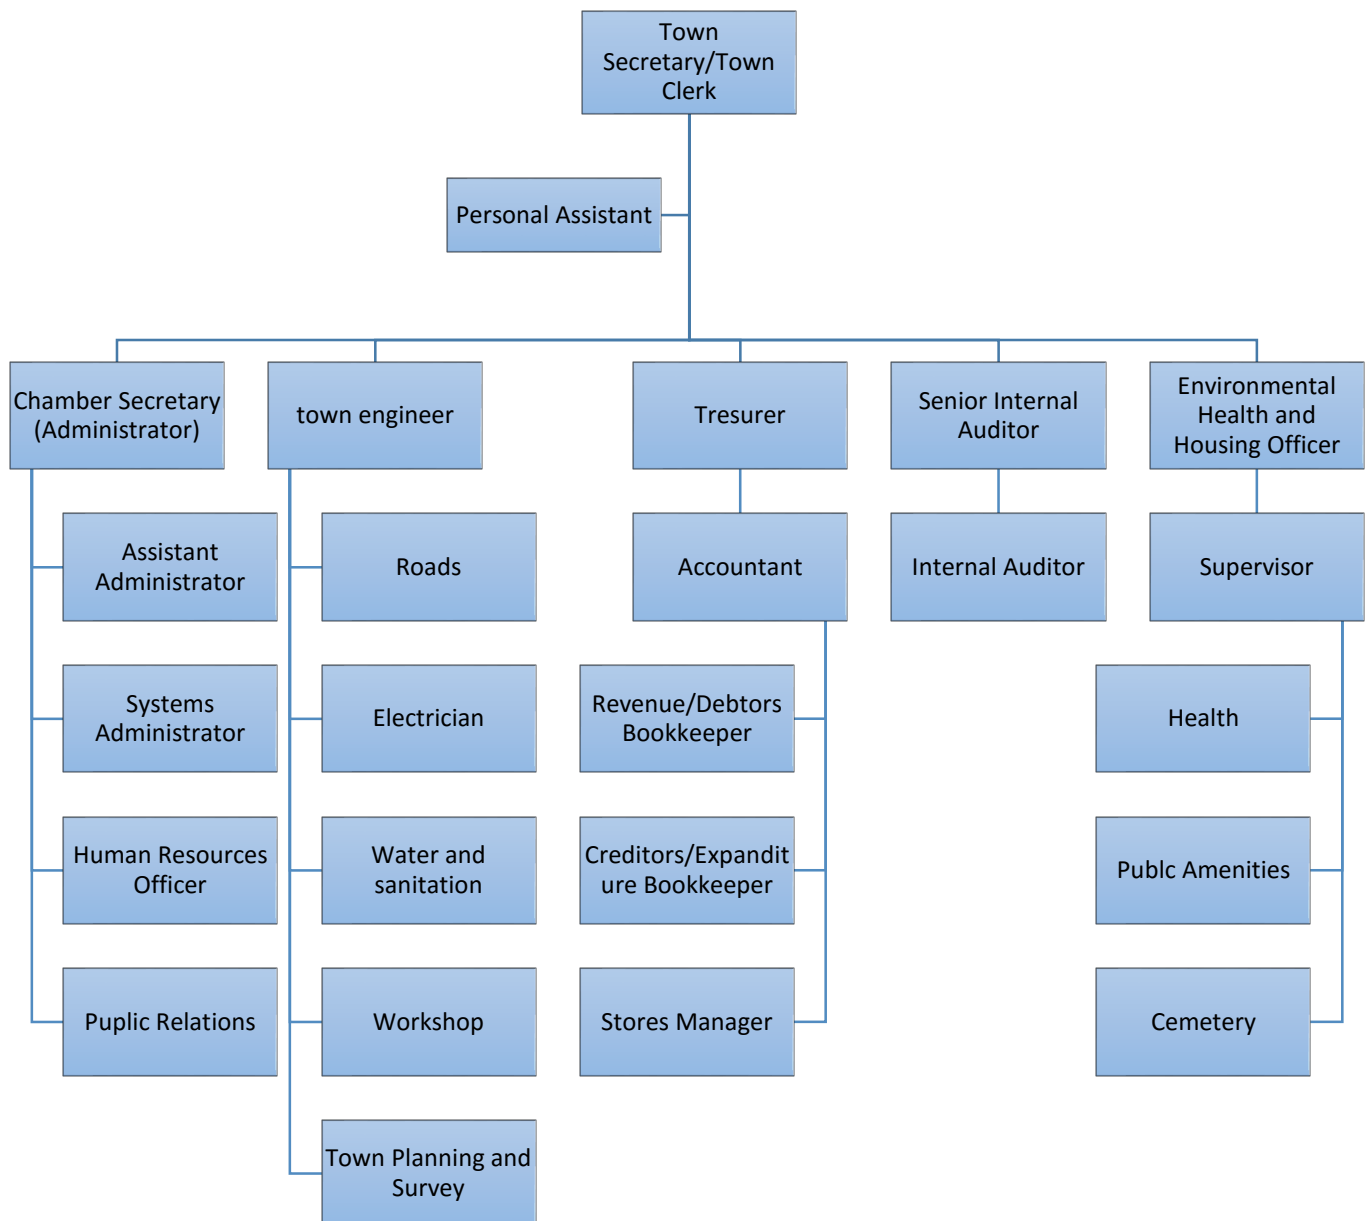 Town
Secretary/Town
Clerk
Personal Assistant
Chamber Secretary
(Administrator)
town engineer
Tresurer
Senior Internal
Auditor
Environmental
Health and
Housing Officer
Assistant
Administrator
Roads
Accountant
Internal Auditor
Supervisor
Systems
Administrator
Electrician
Revenue/Debtors
Bookkeeper
Health
Human Resources
Officer
Water and
sanitation
Creditors/Expandit
ure Bookkeeper
Publc Amenities
Puplic Relations
Workshop
Stores Manager
Cemetery
Town Planning and
Survey